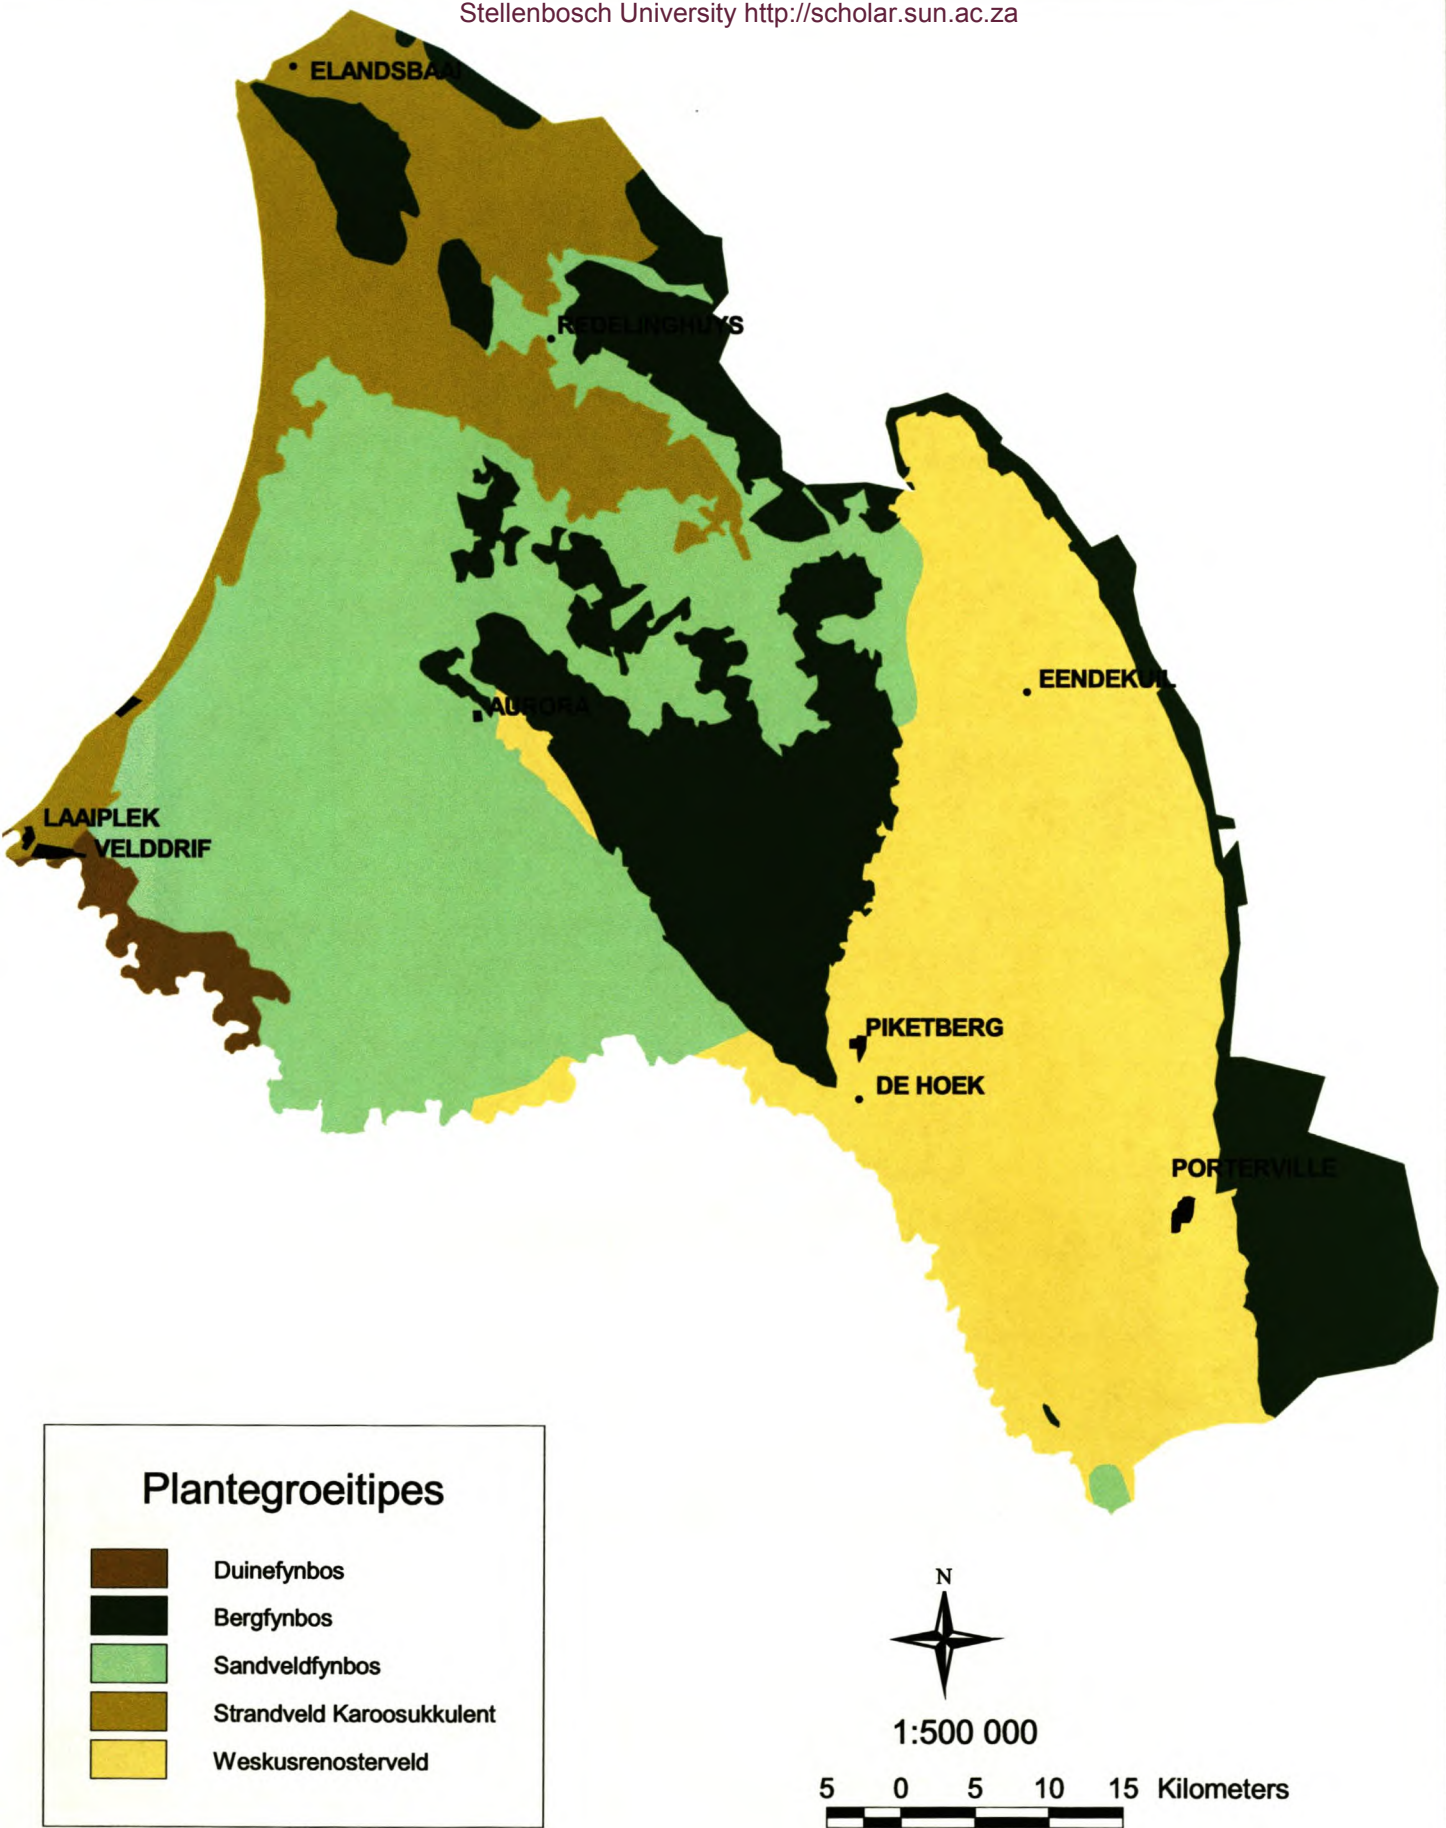 Stellenbosch University http://scholar.sun.ac.za
ELANDSBAAI
REDELINGHUYS
EENDEKUIL
AURORA
LAAIPLEK
VELDDRIF
PIKETBERG
DE HOEK
PORTERVILLE
Plantegroeitipes
Duinefynbos
Bergfynbos
Sandveldfynbos
Strandveld Karoosukkulent
Weskusrenosterveld
N
1:500 000
5 0 5 10 15 Kilometers